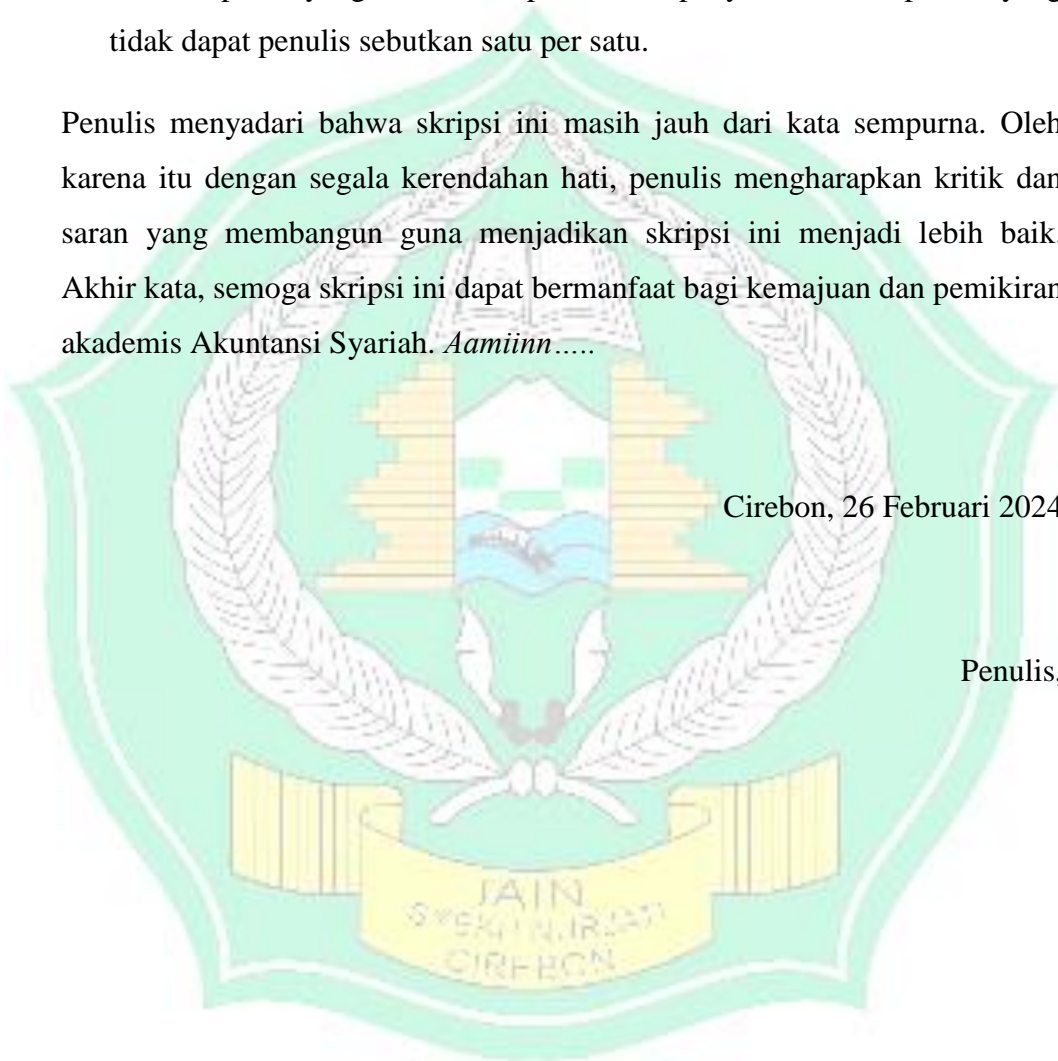 tidak dapat penulis sebutkan satu per satu.
Penulis menyadari bahwa skripsi ini masih jauh dari kata sempurna. Oleh
karena itu dengan segala kerendahan hati, penulis mengharapkan kritik dan
saran yang membangun guna menjadikan skripsi ini menjadi lebih baik.
Akhir kata, semoga skripsi ini dapat bermanfaat bagi kemajuan dan pemikiran
akademis Akuntansi Syariah. Aamiinn…..
Cirebon, 26 Februari 2024
Penulis,
IAIN
SYEKH NURJATI
CIREBON